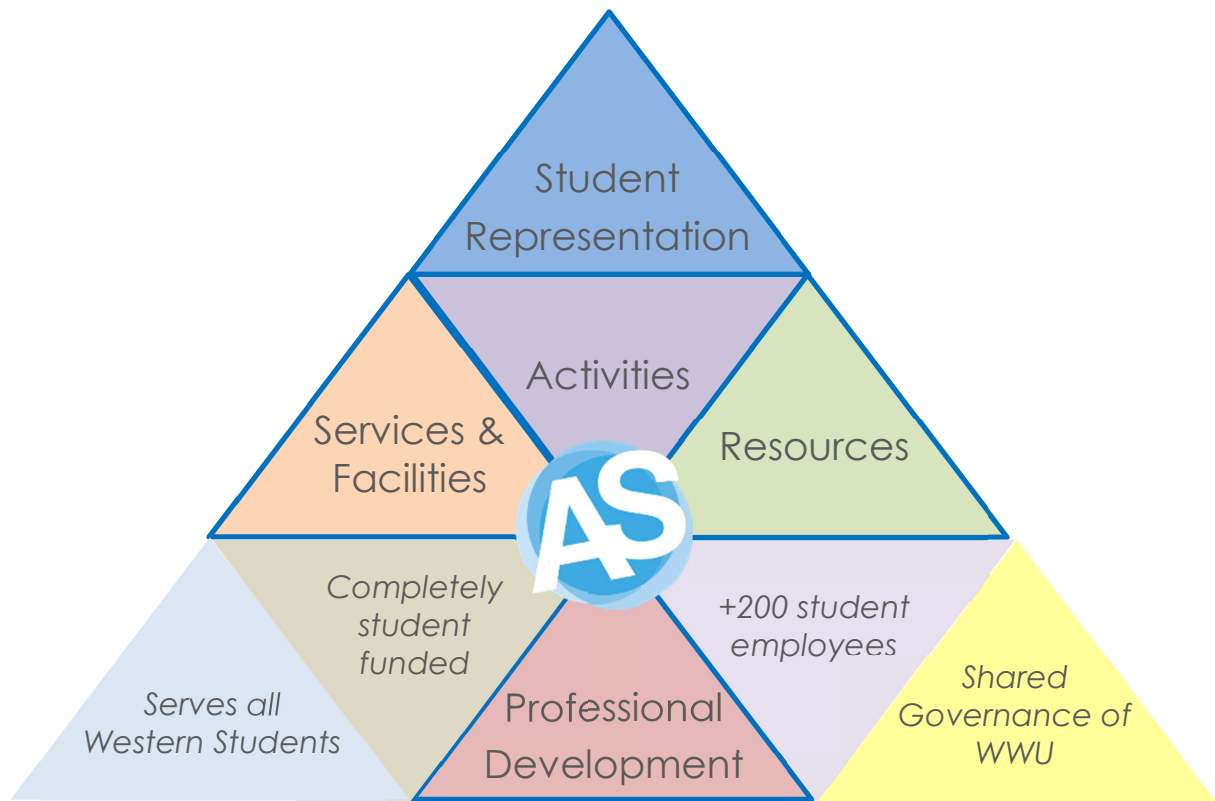 Student
Representation
Activities
Services &
Facilities
Resources
AS
Completely
student
funded
+200 student
employees
Serves all
Western Students
Professional
Development
Shared
Governance of
WWU